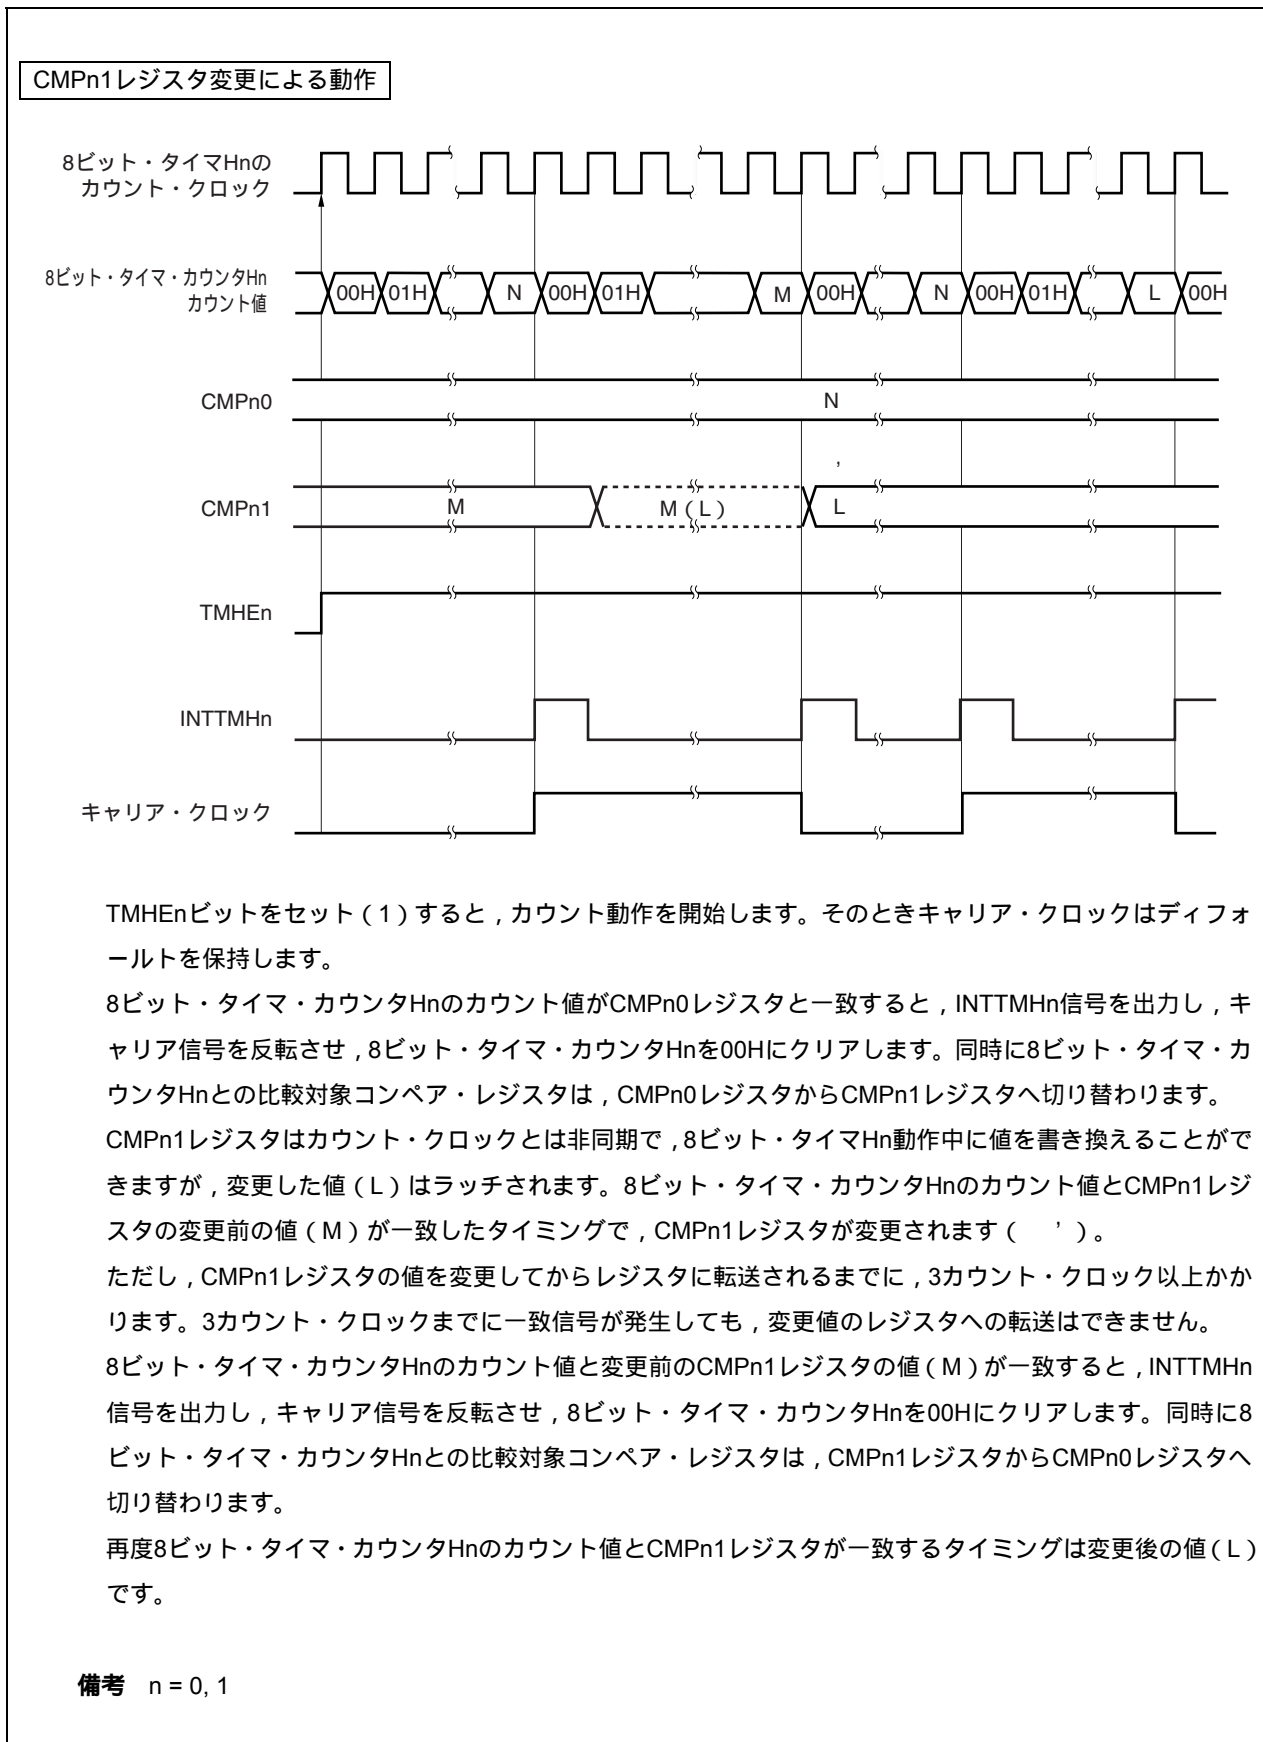 CMPn1レジスタ変更による動作
8ビット・タイマHnの
カウント・クロック
8ビット・タイマ・カウンタHn
カウント値
00H 01H N 00H 01H M 00H N 00H 01H L 00H
CMPn0
N
,
CMPn1
M M(L) L
TMHEn
INTTMHn
キャリア・クロック
TMHEnビットをセット(1)すると,カウント動作を開始します。そのときキャリア・クロックはディフォ
ールトを保持します。
8ビット・タイマ・カウンタHnのカウント値がCMPn0レジスタと一致すると,INTTMHn信号を出力し,キ
ャリア信号を反転させ,8ビット・タイマ・カウンタHnを00Hにクリアします。同時に8ビット・タイマ・カ
ウンタHnとの比較対象コンペア・レジスタは,CMPn0レジスタからCMPn1レジスタへ切り替わります。
CMPn1レジスタはカウント・クロックとは非同期で,8ビット・タイマHn動作中に値を書き換えることがで
きますが,変更した値(L)はラッチされます。8ビット・タイマ・カウンタHnのカウント値とCMPn1レジ
スタの変更前の値(M)が一致したタイミングで,CMPn1レジスタが変更されます( ’)。
ただし,CMPn1レジスタの値を変更してからレジスタに転送されるまでに,3カウント・クロック以上かか
ります。3カウント・クロックまでに一致信号が発生しても,変更値のレジスタへの転送はできません。
8ビット・タイマ・カウンタHnのカウント値と変更前のCMPn1レジスタの値(M)が一致すると,INTTMHn
信号を出力し,キャリア信号を反転させ,8ビット・タイマ・カウンタHnを00Hにクリアします。同時に8
ビット・タイマ・カウンタHnとの比較対象コンペア・レジスタは,CMPn1レジスタからCMPn0レジスタへ
切り替わります。
再度8ビット・タイマ・カウンタHnのカウント値とCMPn1レジスタが一致するタイミングは変更後の値(L)
です。
備考 n = 0, 1